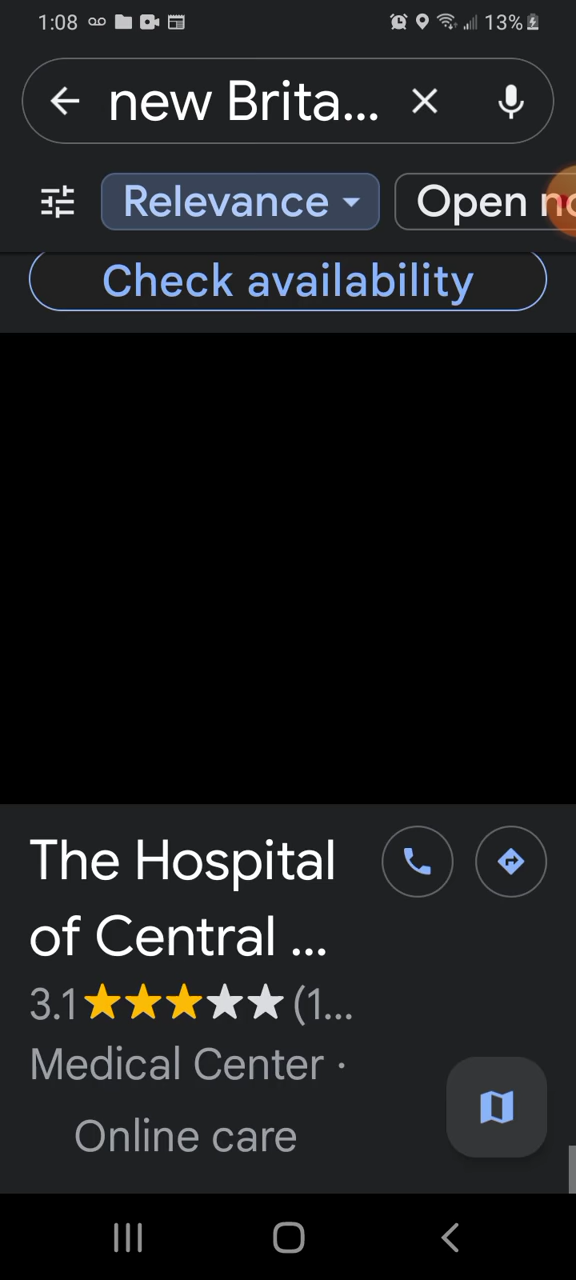 1:08 13%
new Brita...
Relevance Open no
Check availability
The Hospital
of Central ...
3.1 (1...
Medical Center ·
Online care